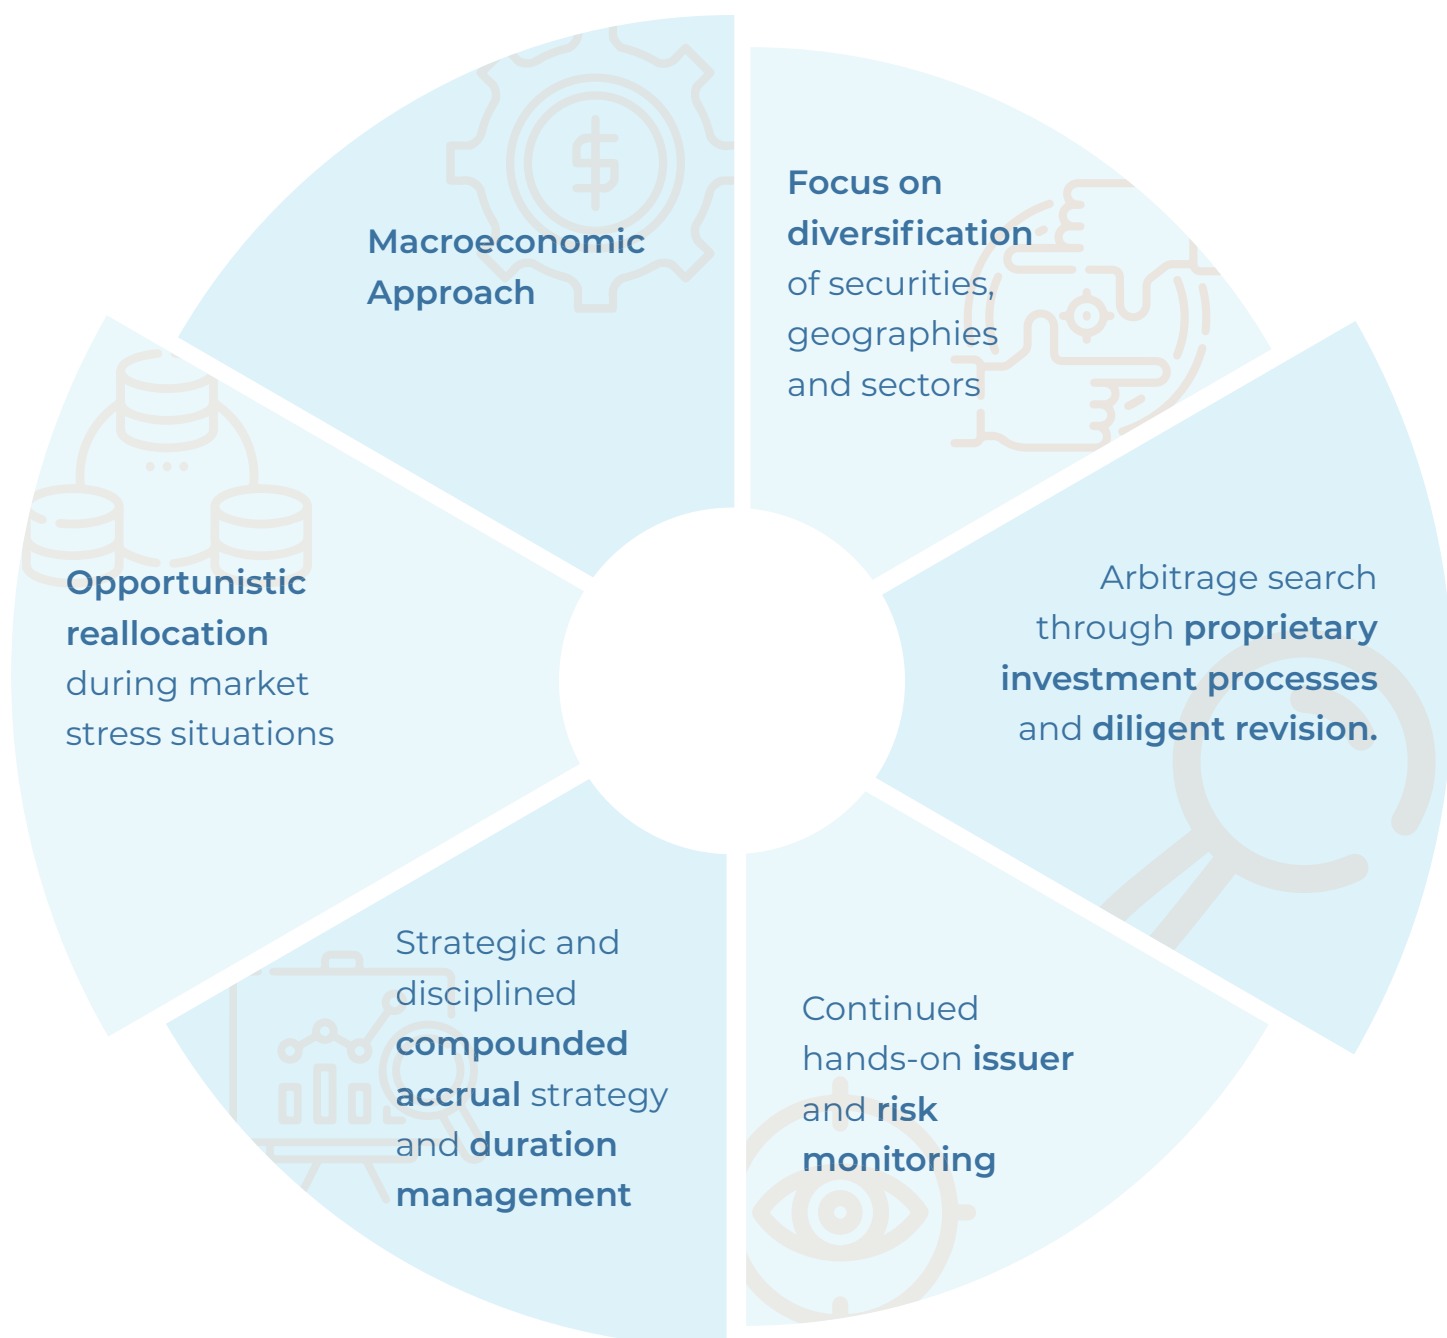 Macroeconomic
Approach
Focus on
diversification
of securities,
geographies
and sectors
Arbitrage search
through proprietary
investment processes
and diligent revision.
Continued
hands-on issuer
and risk
monitoring
Strategic and
disciplined
compounded
accrual strategy
and duration
management
Opportunistic
reallocation
during market
stress situations